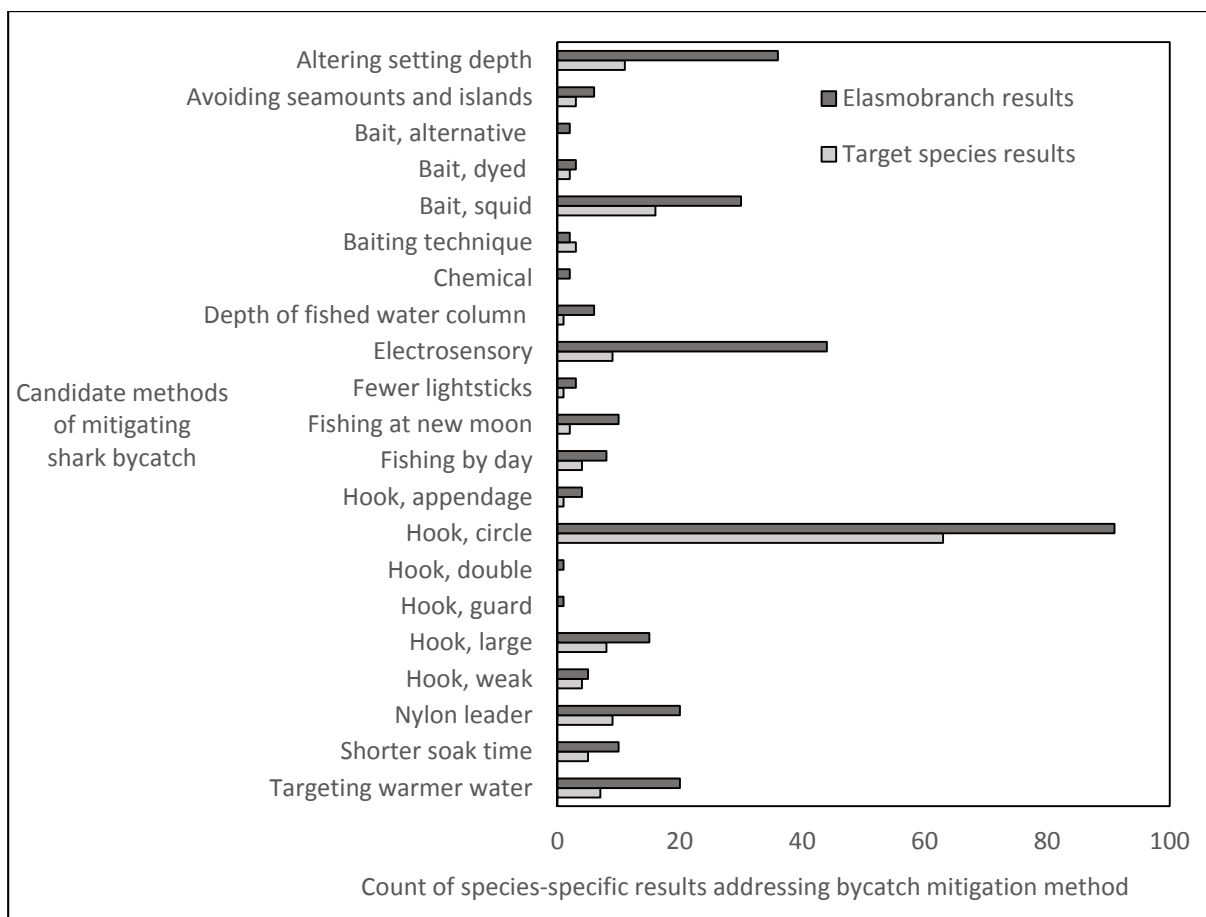 Altering setting depth
Avoiding seamounts and islands
Bait, alternative
Bait, dyed
Bait, squid
Baiting technique
Chemical
Depth of fished water column
Electrosensory
Fewer lightsticks
Fishing at new moon
Fishing by day
Hook, appendage
Hook, circle
Hook, double
Hook, guard
Hook, large
Hook, weak
Nylon leader
Shorter soak time
Targeting warmer water
Candidate methods
of mitigating
shark bycatch
Elasmobranch results
Target species results
0 20 40 60 80 100
Count of species-specific results addressing bycatch mitigation method